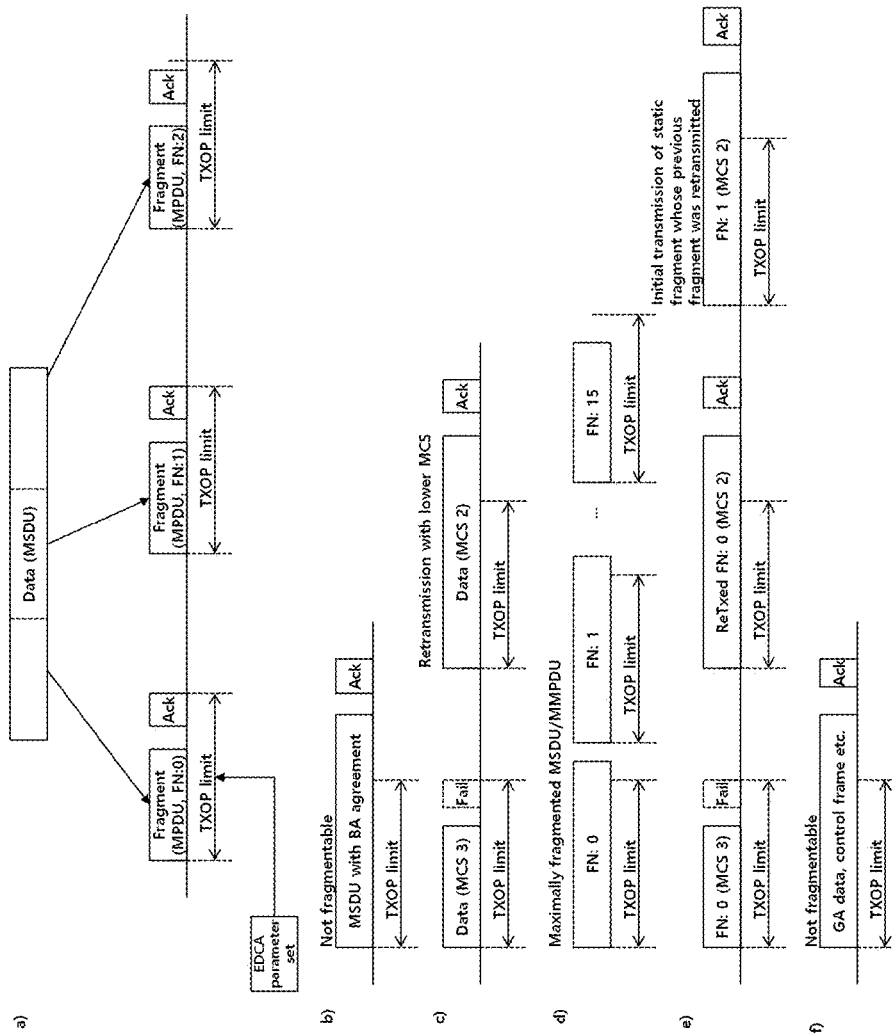 a)
Data (MSDU)
Fragment
(MPDU, FN:0)
Ack
TXOP limit
Fragment
(MPDU, FN:1)
Ack
TXOP limit
Fragment
(MPDU, FN:2)
Ack
TXOP limit
EDCA
parameter
set
b)
Not fragmentable
MSDU with BA agreement
Ack
TXOP limit
c)
Data (MCS 3)
Fail
TXOP limit
Retransmission with lower MCS
Data (MCS 2)
Ack
TXOP limit
d)
Maximally fragmented MSDU/MMPDU
FN: 0
TXOP limit
FN: 1
TXOP limit
...
FN: 15
TXOP limit
e)
FN: 0 (MCS 3)
Fail
TXOP limit
ReTxed FN: 0 (MCS 2)
Ack
TXOP limit
Initial transmission of static
fragment whose previous
fragment was retransmitted
FN: 1 (MCS 2)
Ack
TXOP limit
f)
Not fragmentable
GA data, control frame etc.
Ack
TXOP limit